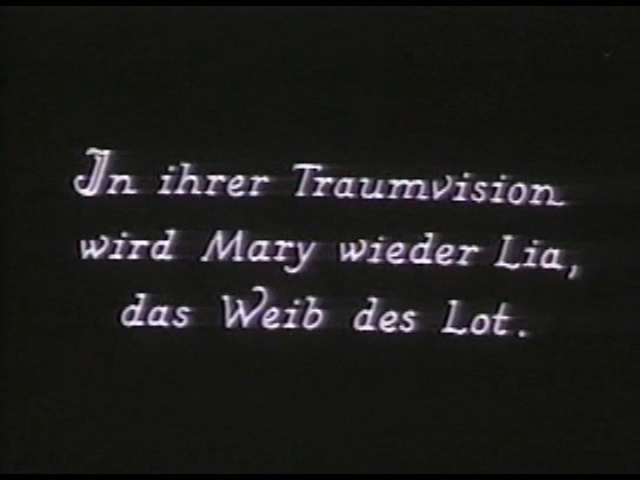 In ihrer Traumvision
wird Mary wieder Lia,
das Weib des Lot.